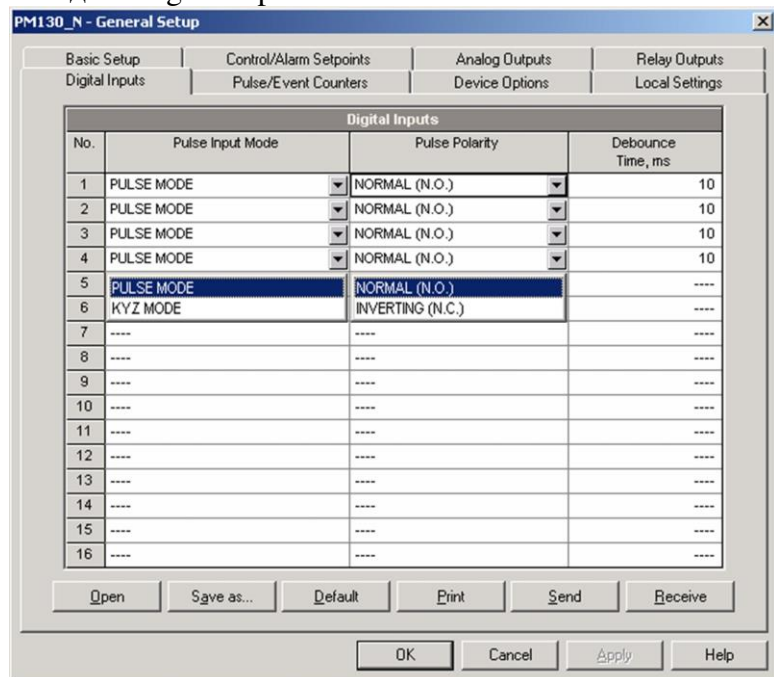 PM130_N - General Setup
Basic Setup Control/Alarm Setpoints Analog Outputs Relay Outputs
Digital Inputs Pulse/Event Counters Device Options Local Settings
Digital Inputs
No. Pulse Input Mode Pulse Polarity Debounce Time, ms
1 PULSE MODE NORMAL (N.O.) 10
2 PULSE MODE NORMAL (N.O.) 10
3 PULSE MODE NORMAL (N.O.) 10
4 PULSE MODE NORMAL (N.O.) 10
5 PULSE MODE NORMAL (N.O.) ----
6 KYZ MODE INVERTING (N.C.) ----
7 ---- ---- ----
8 ---- ---- ----
9 ---- ---- ----
10 ---- ---- ----
11 ---- ---- ----
12 ---- ---- ----
13 ---- ---- ----
14 ---- ---- ----
15 ---- ---- ----
16 ---- ---- ----
Open Save as... Default Print Send Receive
OK Cancel Apply Help